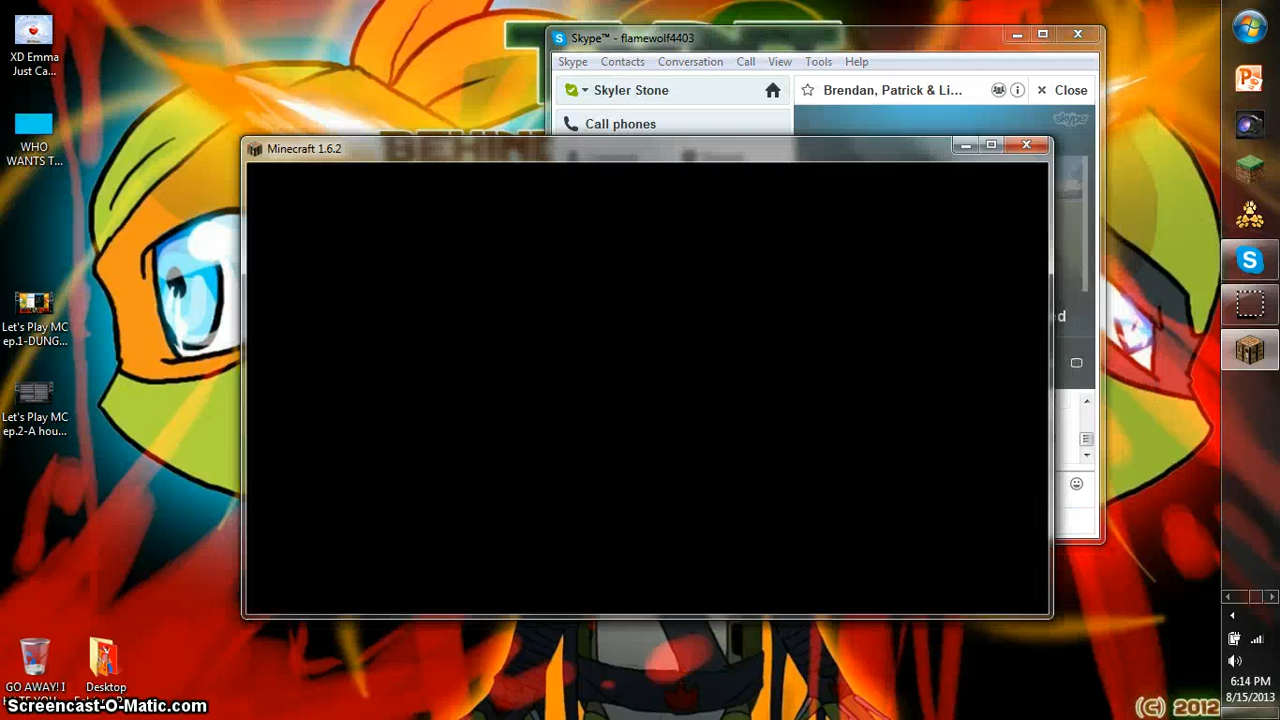 XD Emma
Just Ca...
WHO
WANTS T...
Let's Play MC
ep.1-DUNG...
Let's Play MC
ep.2-A hou...
GO AWAY! I
Desktop
Skype™ - flamewolf4403
Skype Contacts Conversation Call View Tools Help
Skyler Stone
Brendan, Patrick & Li...
Close
skype
Call phones
Minecraft 1.6.2
ed
6:14 PM
8/15/2013
(C) 2012
Screencast-O-Matic.com